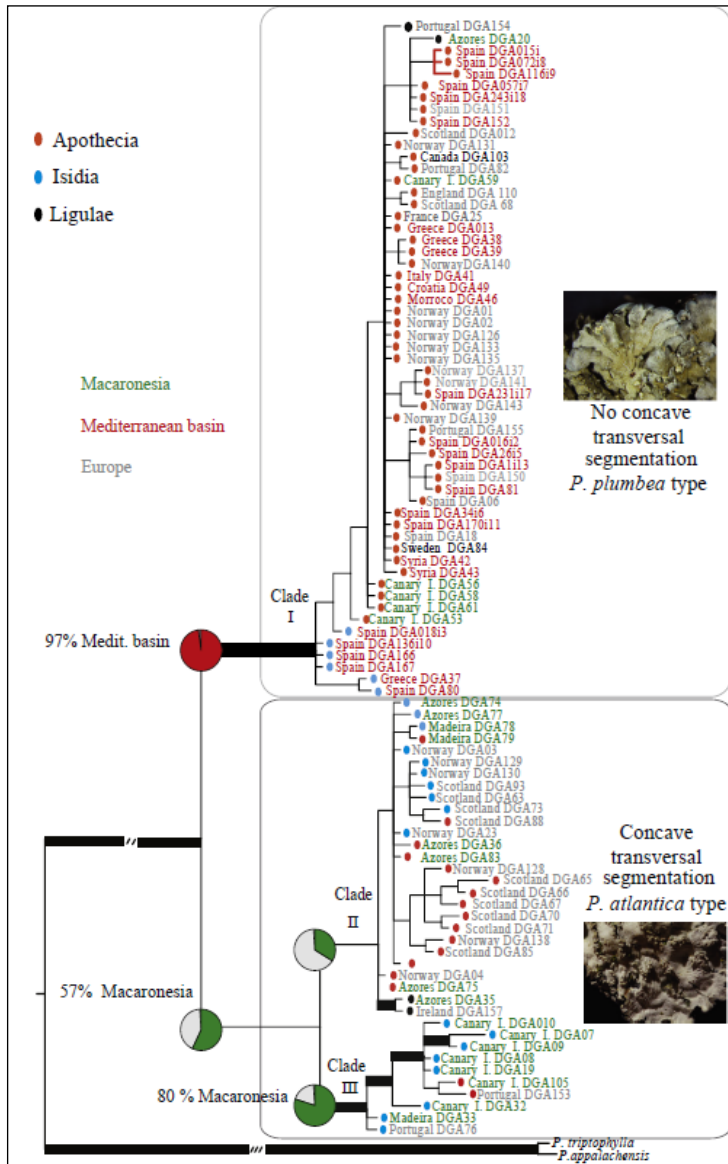 Apothecia
Isidia
Ligulae
Macaronesia
Mediterranean basin
Europe
Portugal DGA154
Azores DGA20
Spain DGA015i
Spain DGA072i8
Spain DGA116i9
Spain DGA057i7
Spain DGA243i18
Spain DGA151
Spain DGA152
Scotland DGA012
Norway DGA131
Canada DGA103
Portugal DGA82
Canary I. DGA59
England DGA 110
Scotland DGA 68
France DGA25
Greece DGA013
Greece DGA38
Greece DGA39
NorwayDGA140
Italy DGA41
Croatia DGA49
Morroco DGA46
Norway DGA01
Norway DGA02
Norway DGA126
Norway DGA133
Norway DGA135
Norway DGA137
Norway DGA141
Spain DGA231i17
Norway DGA143
Norway DGA139
Portugal DGA155
Spain DGA016i2
Spain DGA26i5
Spain DGA1i13
Spain DGA150
Spain DGA81
Spain DGA06
Spain DGA34i6
Spain DGA170i11
Spain DGA18
Sweden DGA84
Syria DGA42
Syria DGA43
Canary I. DGA56
Canary I. DGA58
Canary I. DGA61
Canary I. DGA53
Spain DGA018i3
Spain DGA136i10
Spain DGA166
Spain DGA167
Greece DGA37
Spain DGA80
No concave
transversal
segmentation
P. plumbea type
Clade
I
97% Medit. basin
Azores DGA74
Azores DGA77
Madeira DGA78
Madeira DGA79
Norway DGA03
Norway DGA129
Norway DGA130
Scotland DGA93
Scotland DGA63
Scotland DGA73
Scotland DGA88
Norway DGA23
Azores DGA36
Azores DGA83
Norway DGA128
Scotland DGA65
Scotland DGA66
Scotland DGA67
Scotland DGA70
Scotland DGA71
Norway DGA138
Scotland DGA85
Norway DGA04
Azores DGA75
Azores DGA35
Ireland DGA157
Concave
transversal
segmentation
P. atlantica type
Clade
II
57% Macaronesia
Canary I. DGA010
Canary I. DGA07
Canary I. DGA09
Canary I. DGA08
Canary I. DGA19
Canary I. DGA105
Portugal DGA153
Canary I. DGA32
Madeira DGA33
Portugal DGA76
Clade
III
80 % Macaronesia
P. triptophylla
P.appalachensis